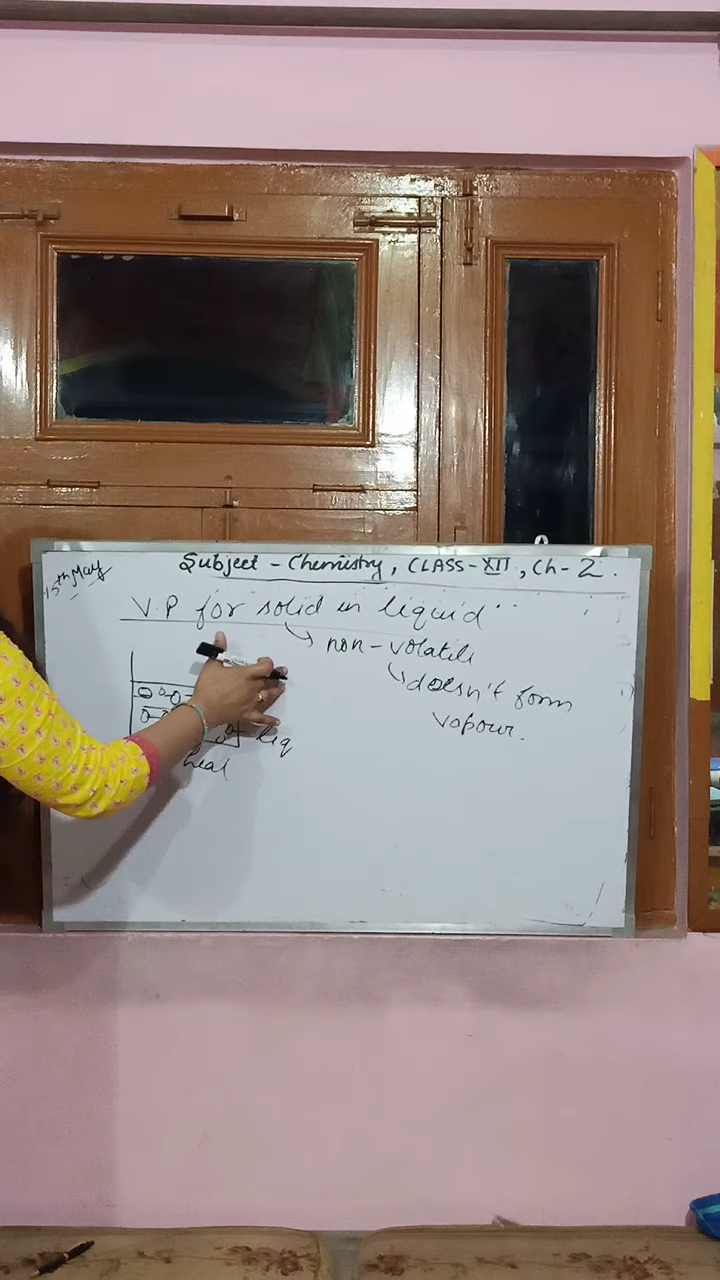 15th May
Subject - Chemistry, CLASS-XII, Ch-2.
V.P for solid in liquid
non-volatile
doesn't form
vapour.
liq
heat